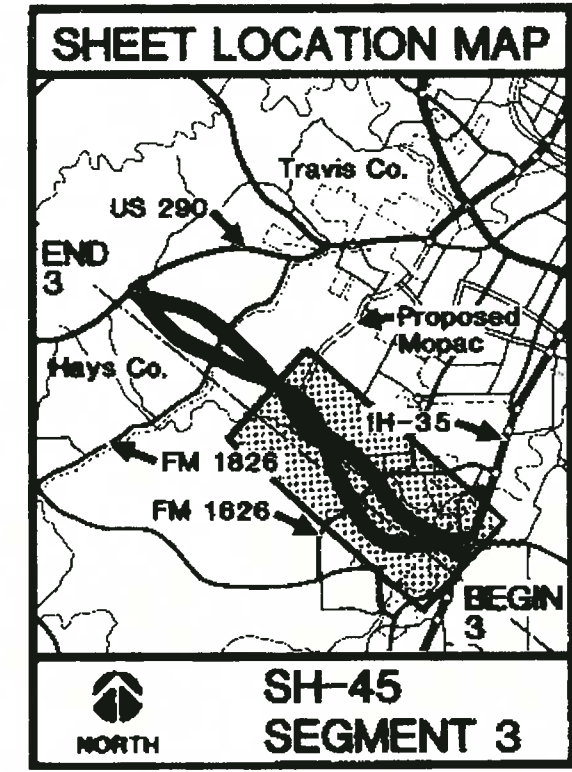 SHEET LOCATION MAP
Travis Co.
US 290
END
3
Proposed
Mopac
Hays Co.
IH-35
FM 1826
FM 1626
BEGIN
3
NORTH
SH-45
SEGMENT 3